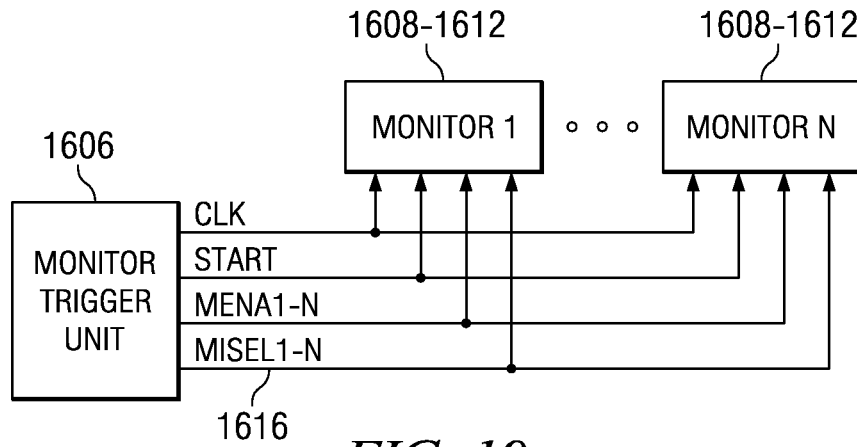 1608-1612
1608-1612
MONITOR 1
MONITOR N
1606
MONITOR
TRIGGER
UNIT
CLK
START
MENA1-N
MISEL1-N
1616